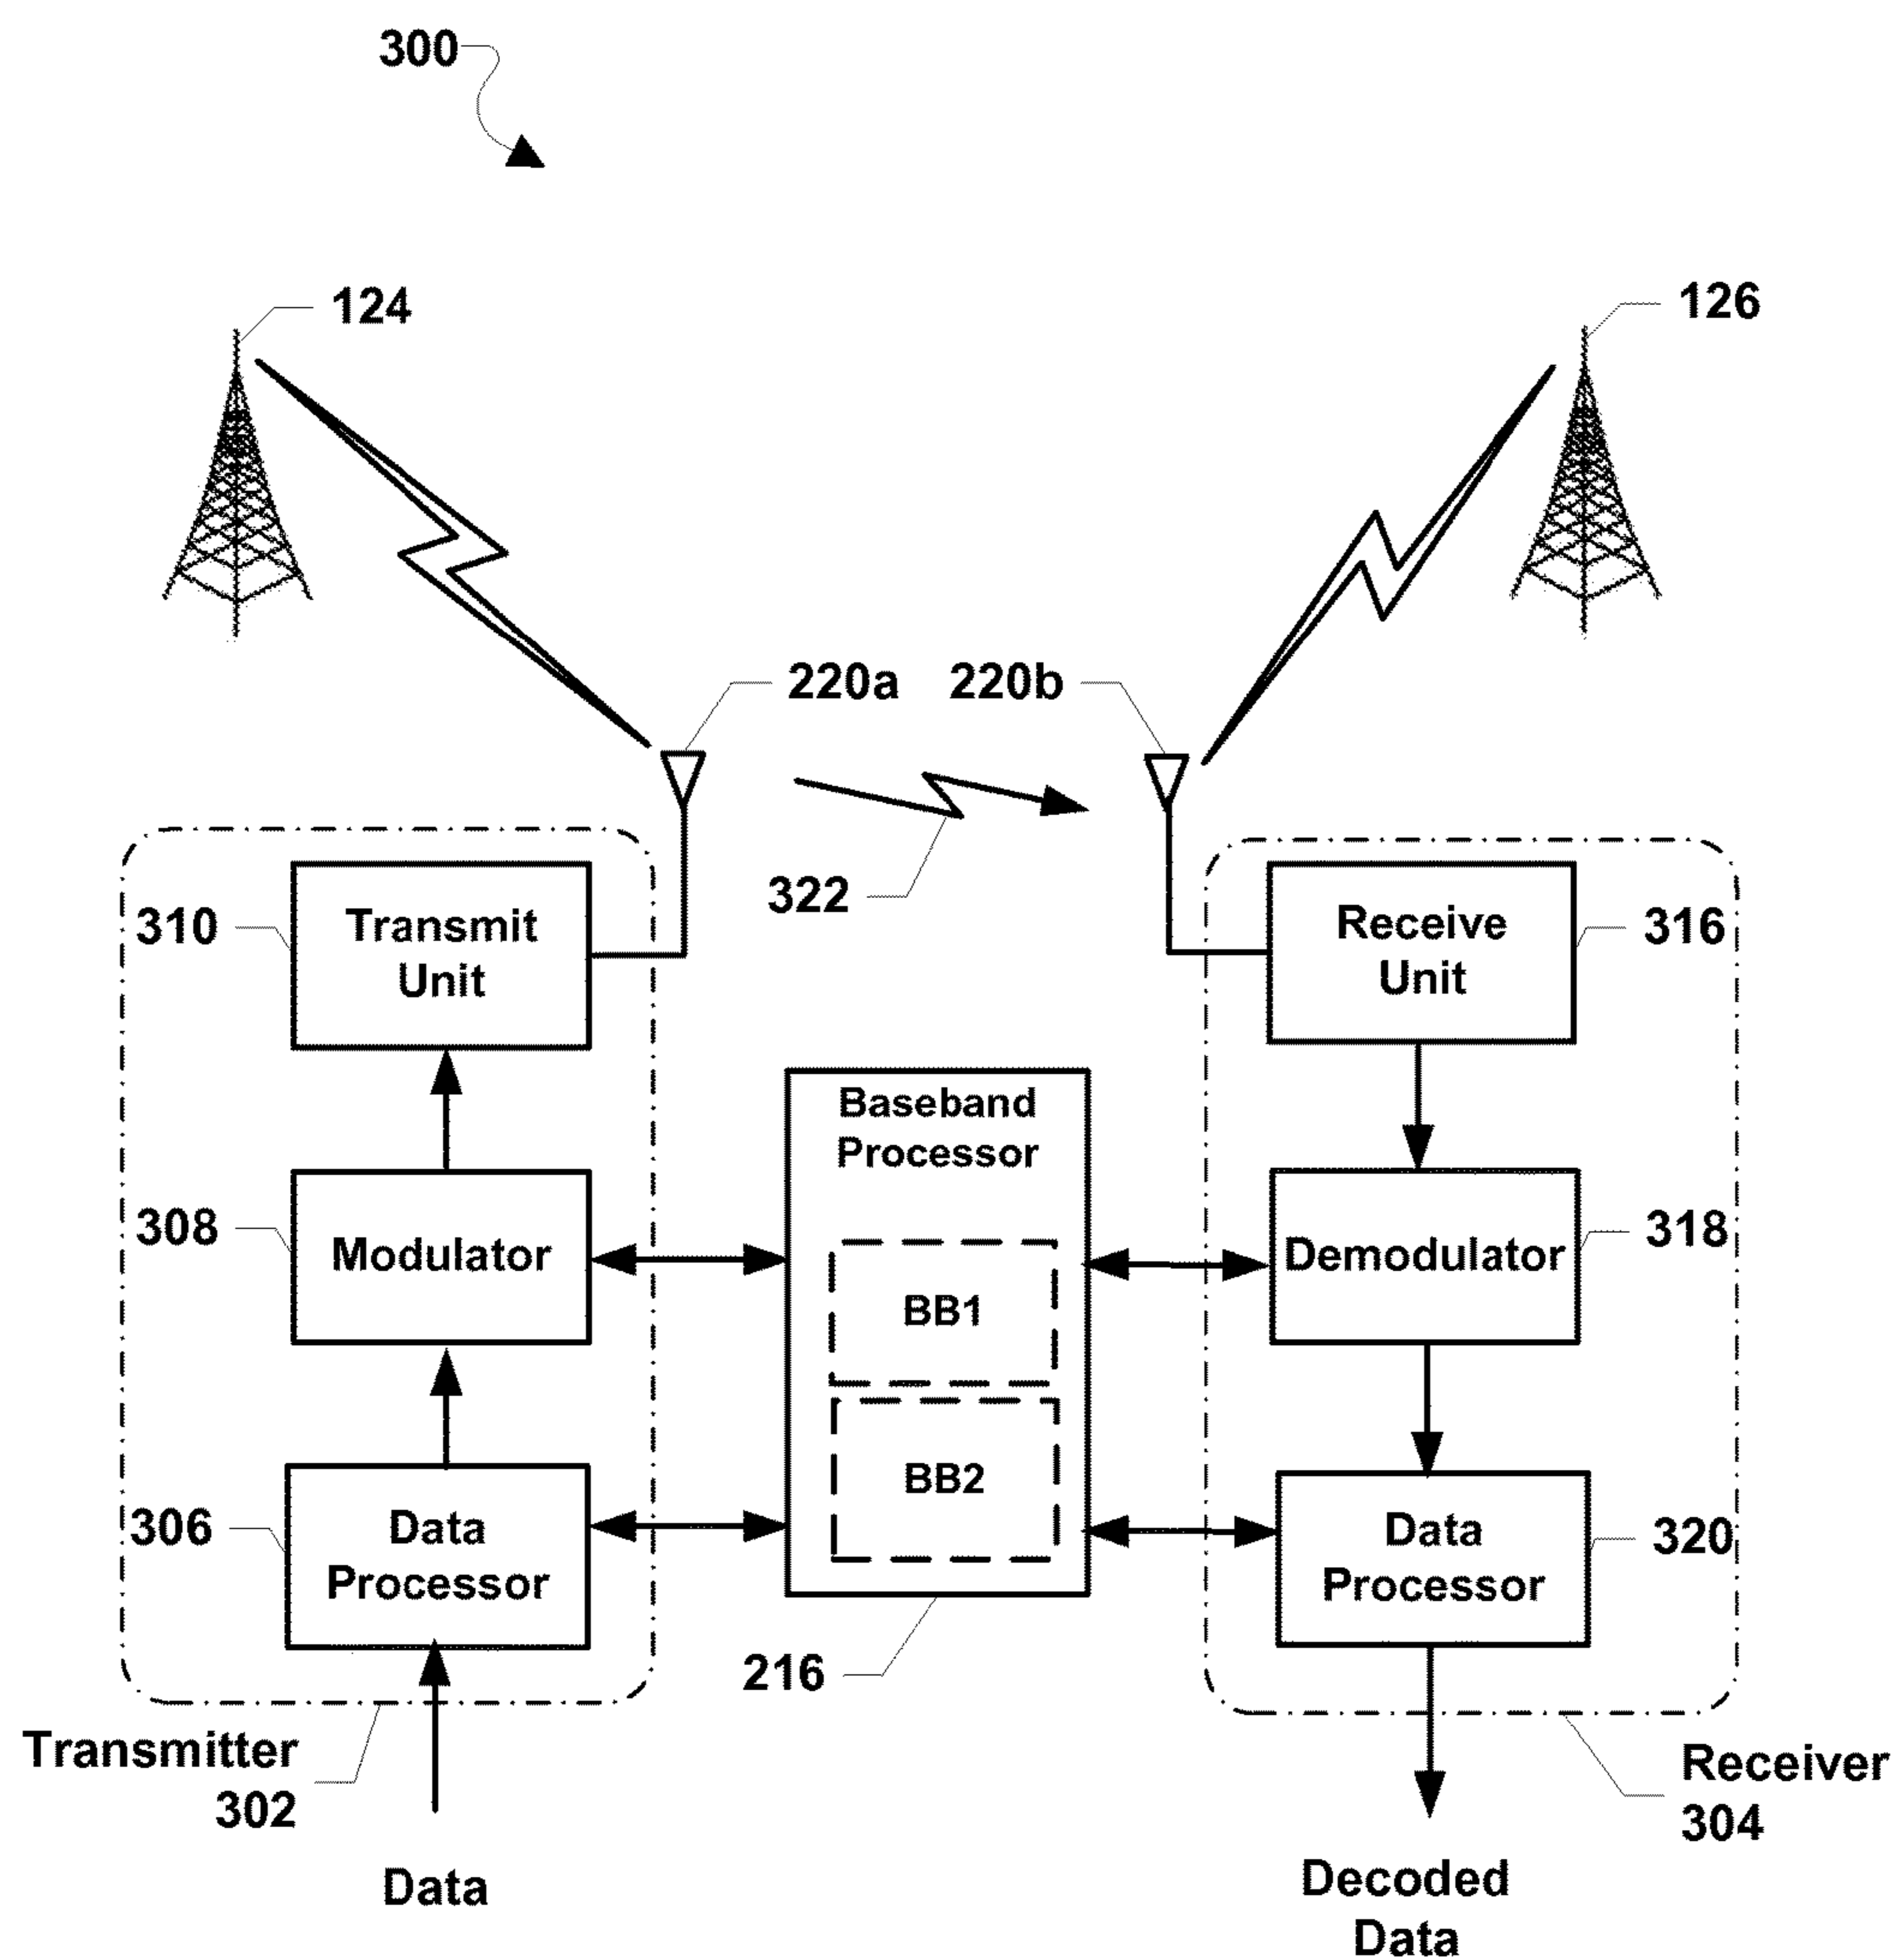 300
124
126
220a
220b
322
310
Transmit
Unit
Receive
Unit
316
Baseband
Processor
308
Modulator
BB1
Demodulator
318
BB2
306
Data
Processor
Data
Processor
320
216
Transmitter
302
Receiver
304
Data
Decoded
Data